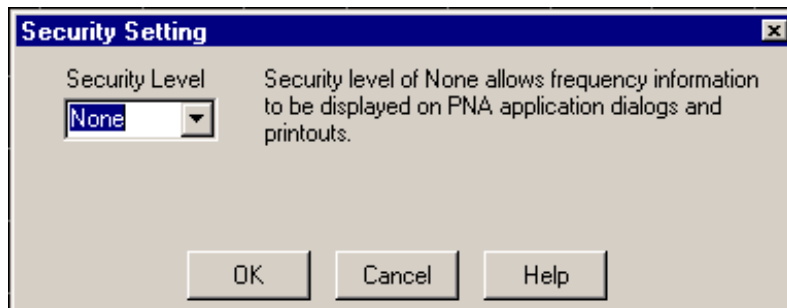 Security Setting
Security Level
None
Security level of None allows frequency information
to be displayed on PNA application dialogs and
printouts.
OK
Cancel
Help